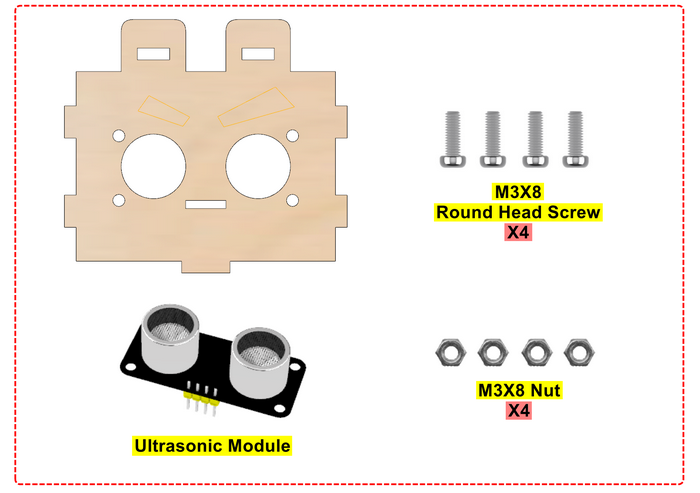 M3X8
Round Head Screw
X4
M3X8 Nut
X4
Ultrasonic Module